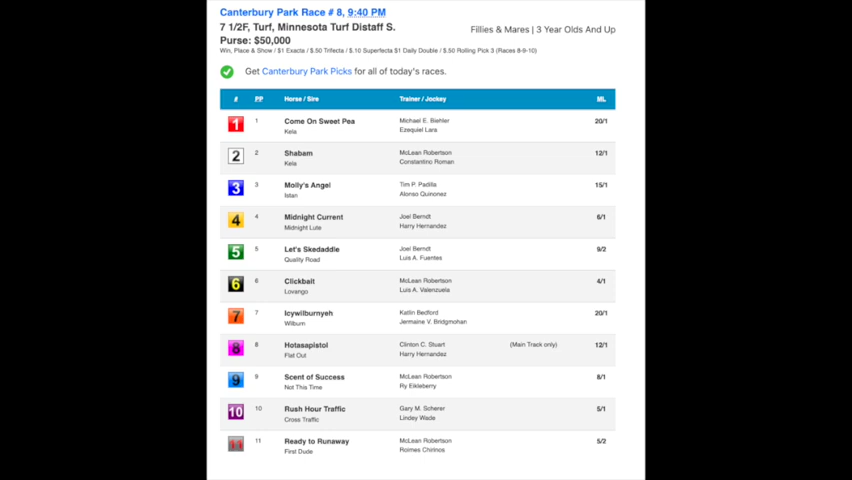 Canterbury Park Race # 8, 9:40 PM
7 1/2F, Turf, Minnesota Turf Distaff S.
Fillies & Mares | 3 Year Olds And Up
Purse: $50,000
Win, Place & Show / $1 Exacta / $.50 Trifecta / $.10 Superfecta $1 Daily Double / $.50 Rolling Pick 3 (Races 8-9-10)
Get Canterbury Park Picks for all of today's races.
# PP Horse / Sire Trainer / Jockey ML
1 1 Come On Sweet Pea Michael E. Biehler 20/1
Kela Ezequiel Lara
2 2 Shabam McLean Robertson 12/1
Kela Constantino Roman
3 3 Molly's Angel Tim P. Padilla 15/1
Istan Alonso Quinonez
4 4 Midnight Current Joel Berndt 6/1
Midnight Lute Harry Hernandez
5 5 Let's Skedaddle Joel Berndt 9/2
Quality Road Luis A. Fuentes
6 6 Clickbait McLean Robertson 4/1
Lovango Luis A. Valenzuela
7 7 Icywilburnyeh Kaitlin Bedford 20/1
Wilburn Jermaine V. Bridgmohan
8 8 Hotasapistol Clinton C. Stuart (Main Track only) 12/1
Flat Out Harry Hernandez
9 9 Scent of Success McLean Robertson 8/1
Not This Time Ry Eikleberry
10 10 Rush Hour Traffic Gary M. Scherer 5/1
Cross Traffic Lindey Wade
11 11 Ready to Runaway McLean Robertson 5/2
First Dude Roimes Chirinos